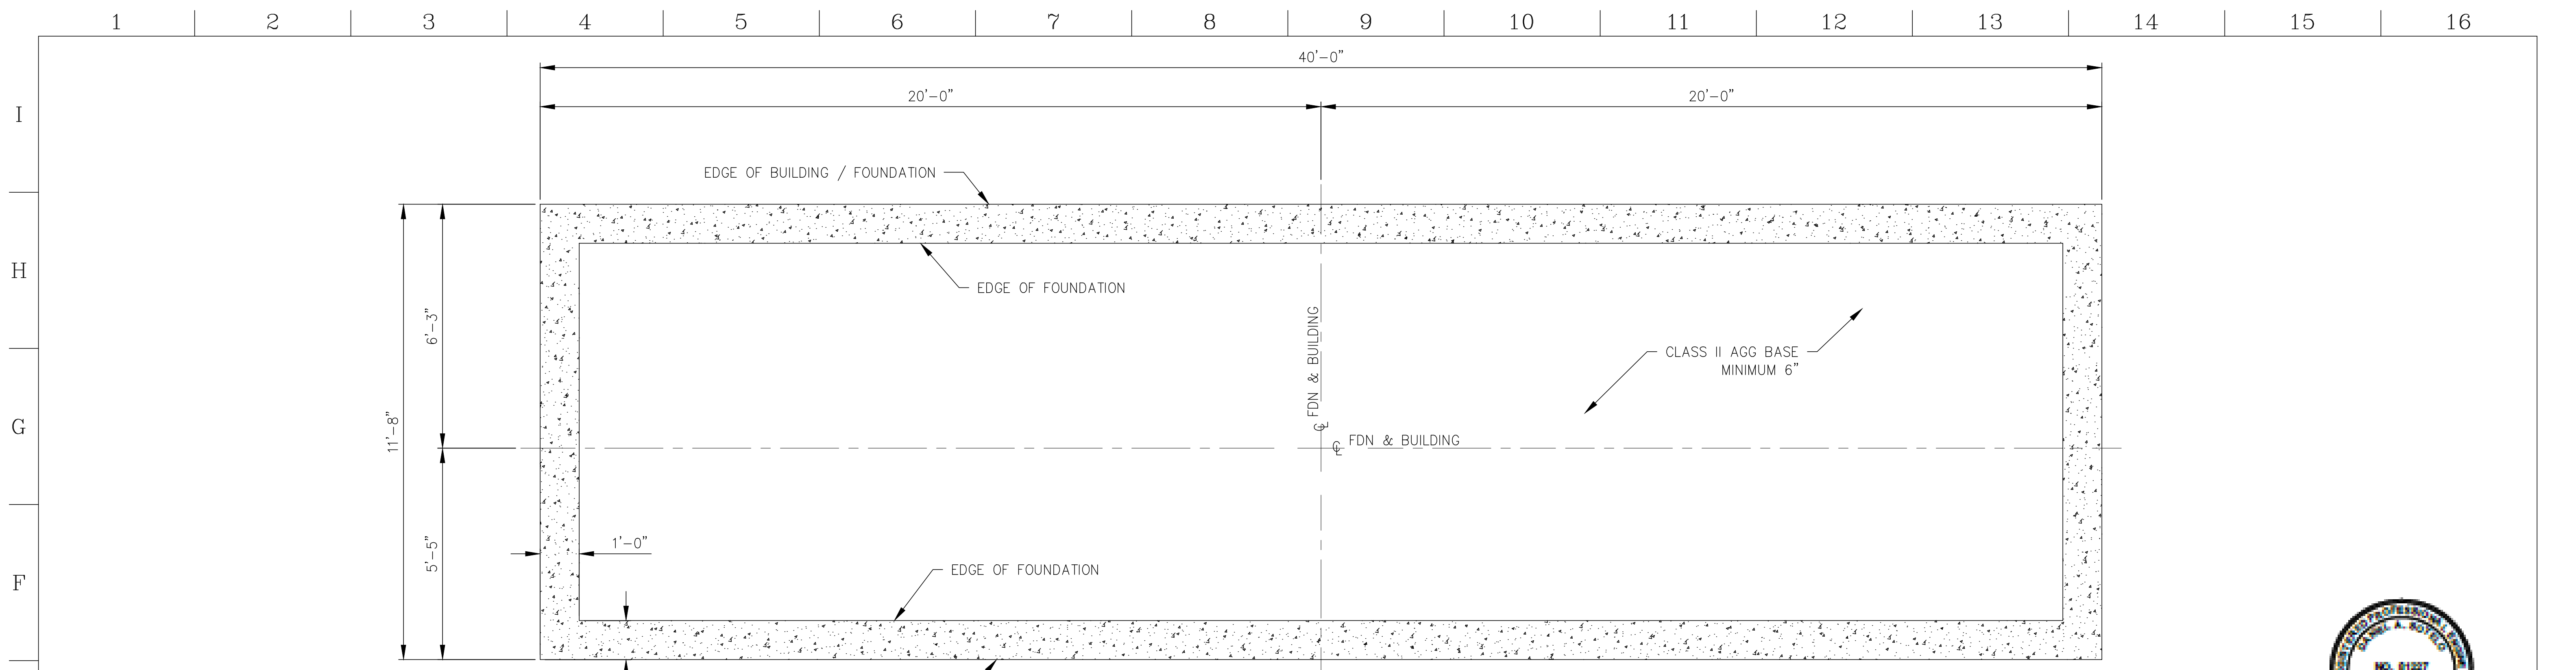 1 2 3 4 5 6 7 8 9 10 11 12 13 14 15 16
40'-0"
20'-0" 20'-0"
I
EDGE OF BUILDING / FOUNDATION
H
EDGE OF FOUNDATION
6'-3"
FDN & BUILDING
CLASS II AGG BASE
MINIMUM 6"
11'-8"
G
℄ FDN & BUILDING
5'-5"
1'-0"
EDGE OF FOUNDATION
F
PROFESSIONAL